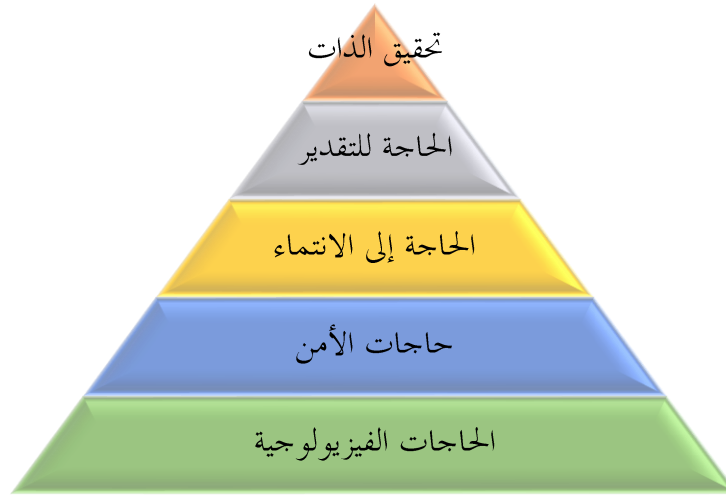 تحقيق الذات
الحاجة للتقدير
الحاجة إلى الانتماء
حاجات الأمن
الحاجات الفيزيولوجية